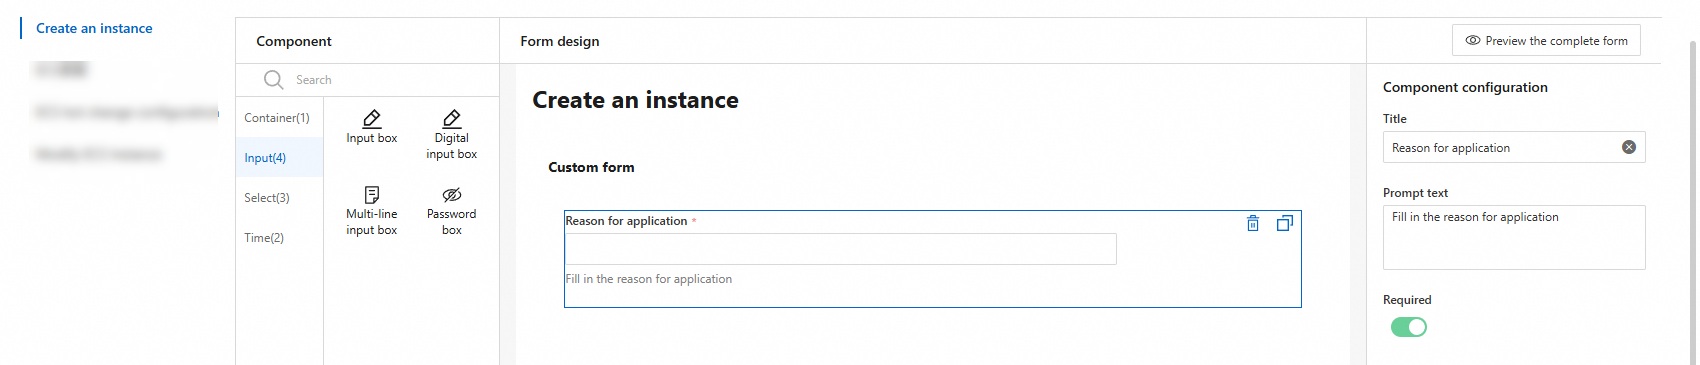 Create an instance
Component
Search
Container(1)
Input(4)
Select(3)
Time(2)
Input box
Digital
input box
Multi-line
input box
Password
box
Form design
Create an instance
Custom form
Reason for application *
Fill in the reason for application
Preview the complete form
Component configuration
Title
Reason for application
Prompt text
Fill in the reason for application
Required